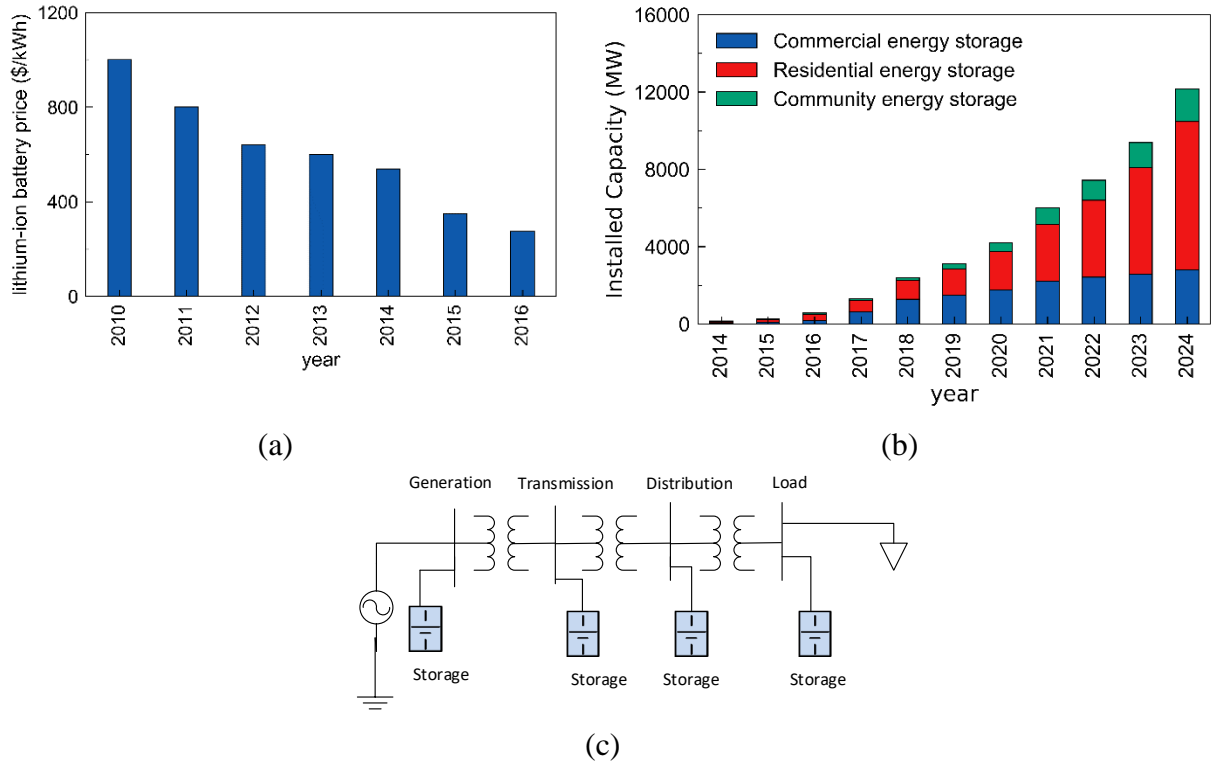 lithium-ion battery price ($/kWh)
1200
800
400
0
2010
2011
2012
2013
2014
2015
2016
year
(a)
Installed Capacity (MW)
16000
12000
8000
4000
0
Commercial energy storage
Residential energy storage
Community energy storage
2014
2015
2016
2017
2018
2019
2020
2021
2022
2023
2024
year
(b)
Generation
Transmission
Distribution
Load
Storage
Storage
Storage
Storage
(c)